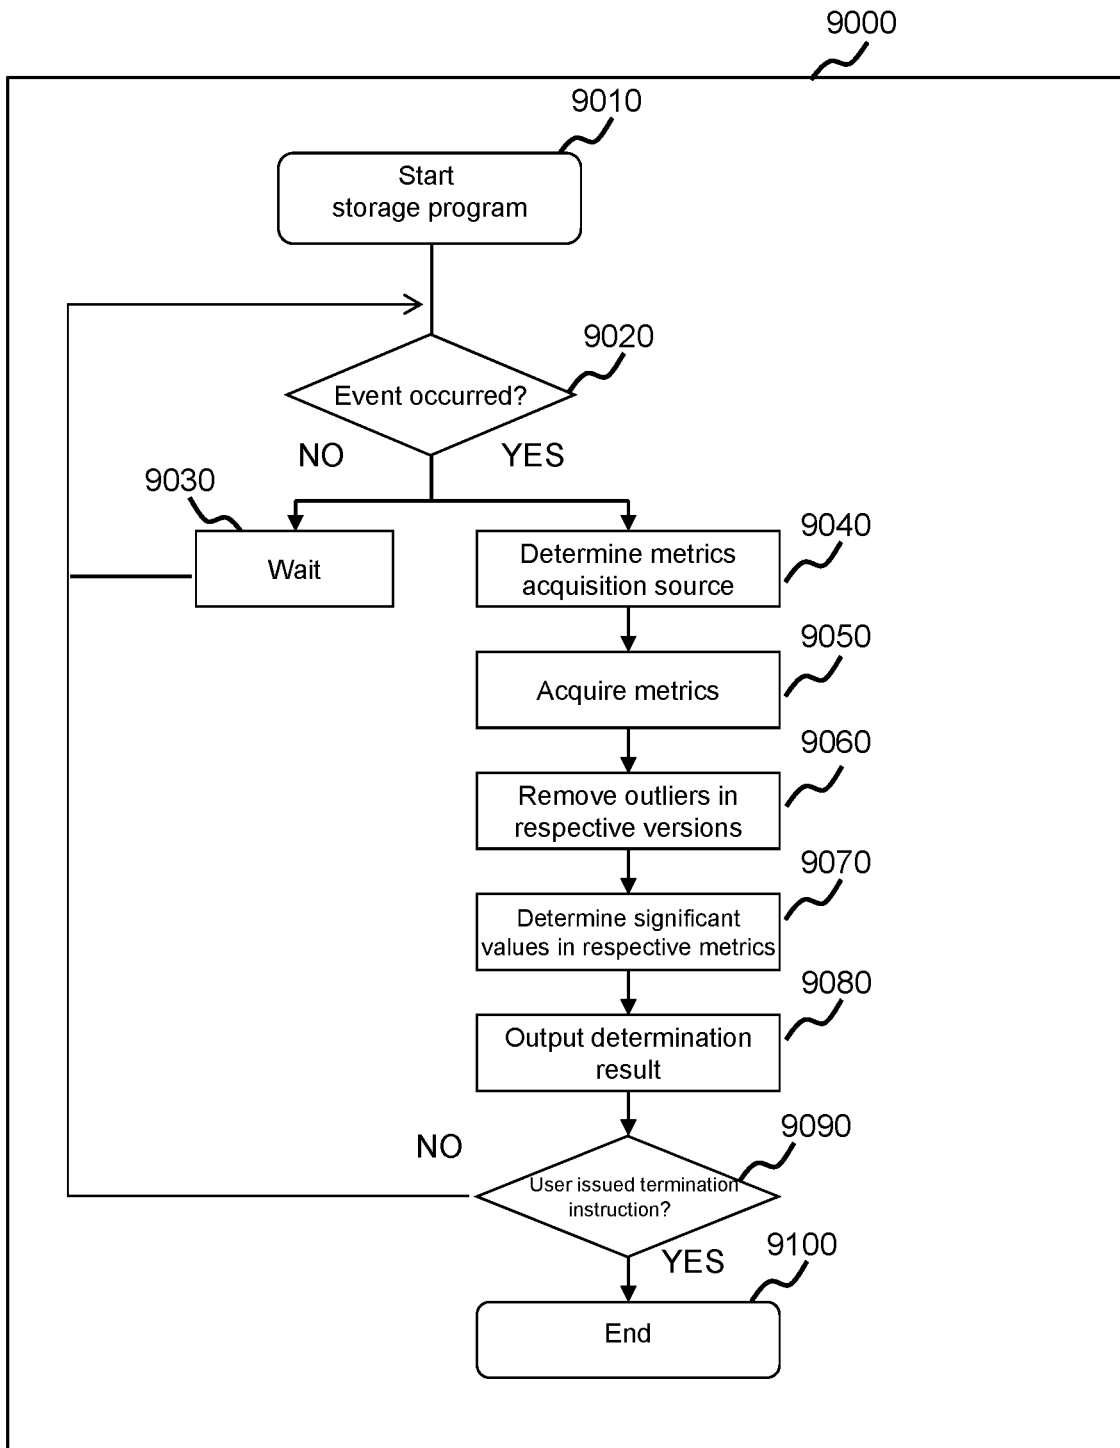 9000
9010
Start
storage program
9020
Event occurred?
NO
YES
9030
Wait
9040
Determine metrics
acquisition source
9050
Acquire metrics
9060
Remove outliers in
respective versions
9070
Determine significant
values in respective metrics
9080
Output determination
result
9090
NO
User issued termination
instruction?
YES
9100
End